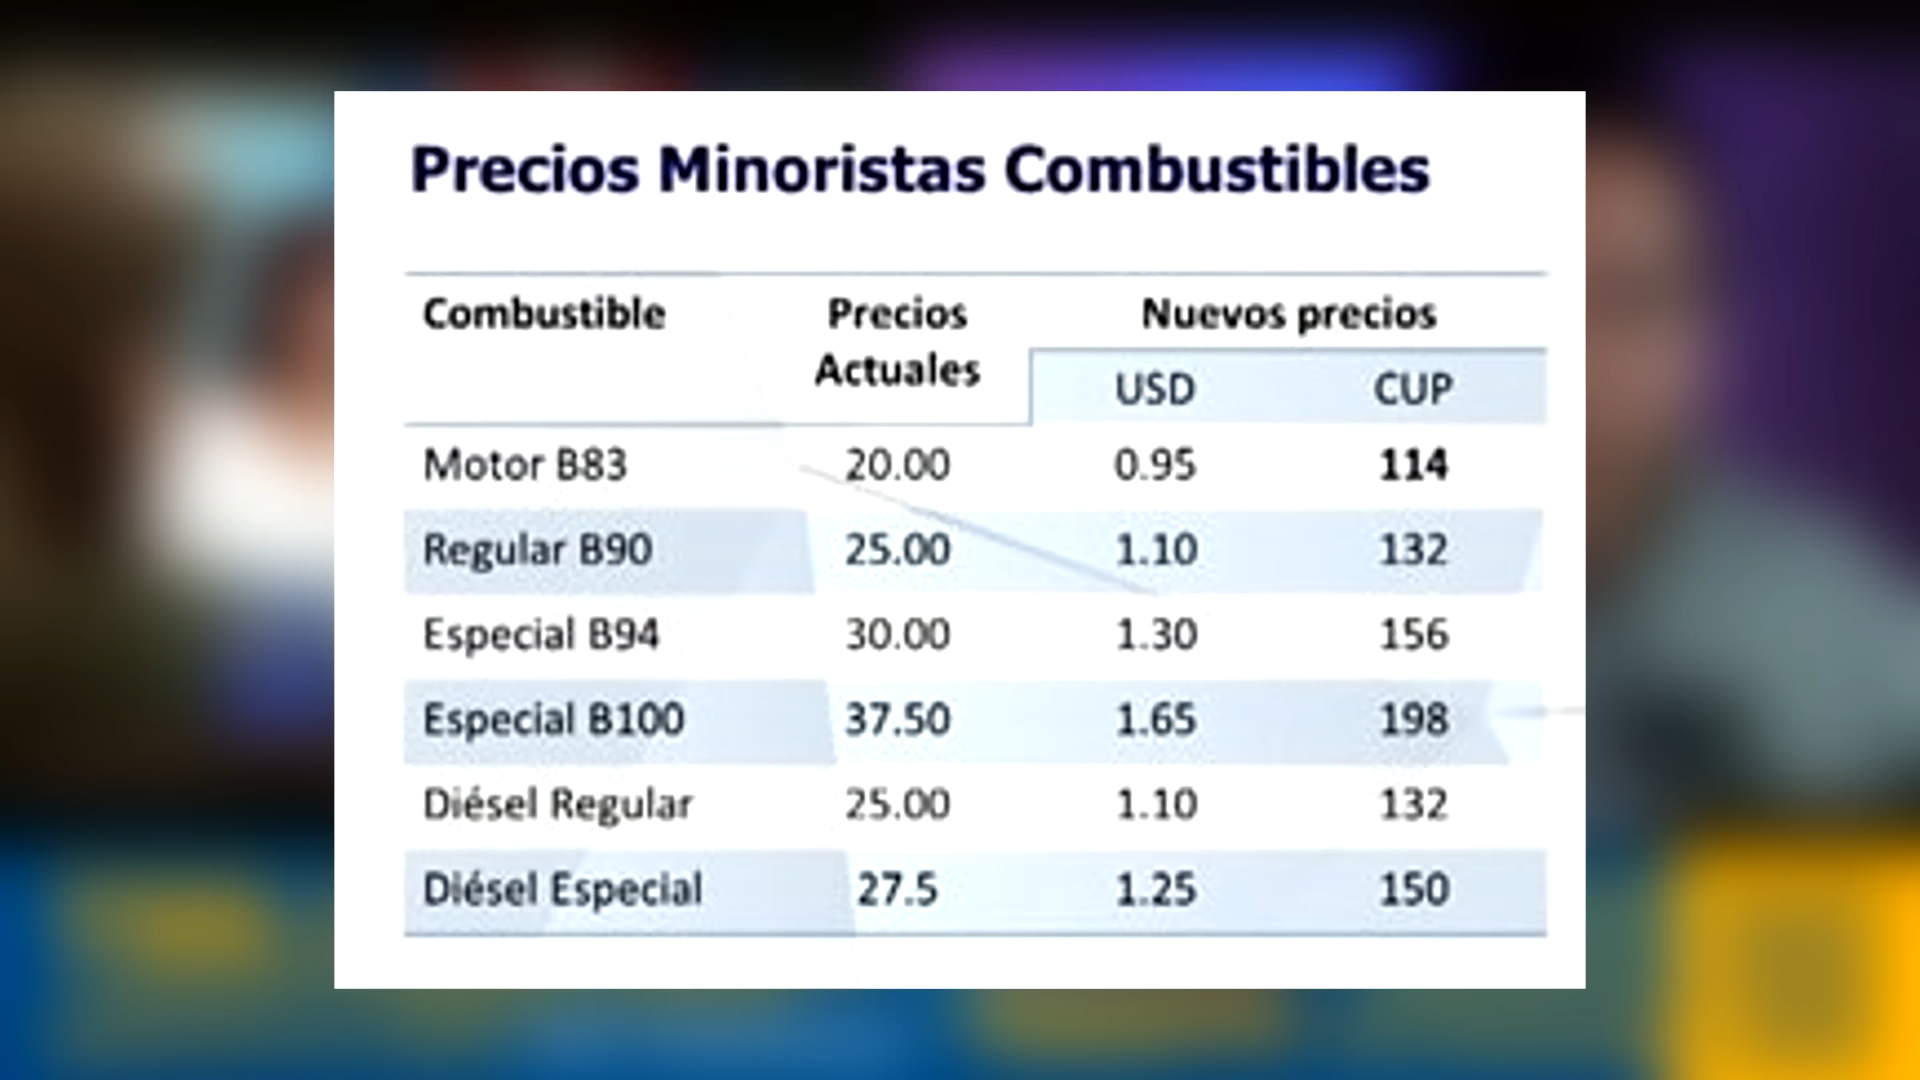 Precios Minoristas Combustibles
Combustible Precios Actuales Nuevos precios
USD CUP
Motor B83 20.00 0.95 114
Regular B90 25.00 1.10 132
Especial B94 30.00 1.30 156
Especial B100 37.50 1.65 198
Diésel Regular 25.00 1.10 132
Diésel Especial 27.5 1.25 150